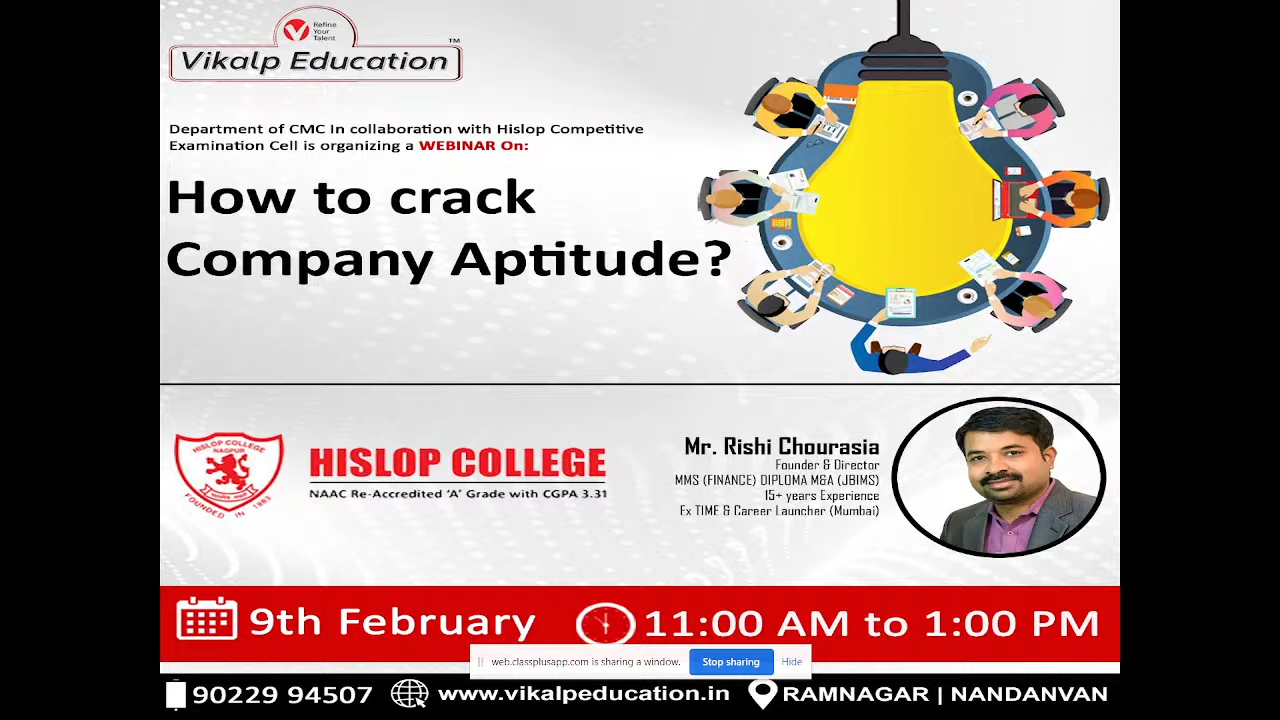 Refine
Your
Talent
Vikalp Education
TM
Department of CMC In collaboration with Hislop Competitive
Examination Cell is organizing a WEBINAR On:
How to crack
Company Aptitude?
HISLOP COLLEGE
NAGPUR
FOUNDED IN 1883
HISLOP COLLEGE
NAAC Re-Accredited 'A' Grade with CGPA 3.31
Mr. Rishi Chourasia
Founder & Director
MMS (FINANCE) DIPLOMA M&A (JBIMS)
15+ years Experience
Ex TIME & Career Launcher (Mumbai)
9th February
11:00 AM to 1:00 PM
web.classplusapp.com is sharing a window.
Stop sharing
Hide
90229 94507
www.vikalpeducation.in
RAMNAGAR | NANDANVAN